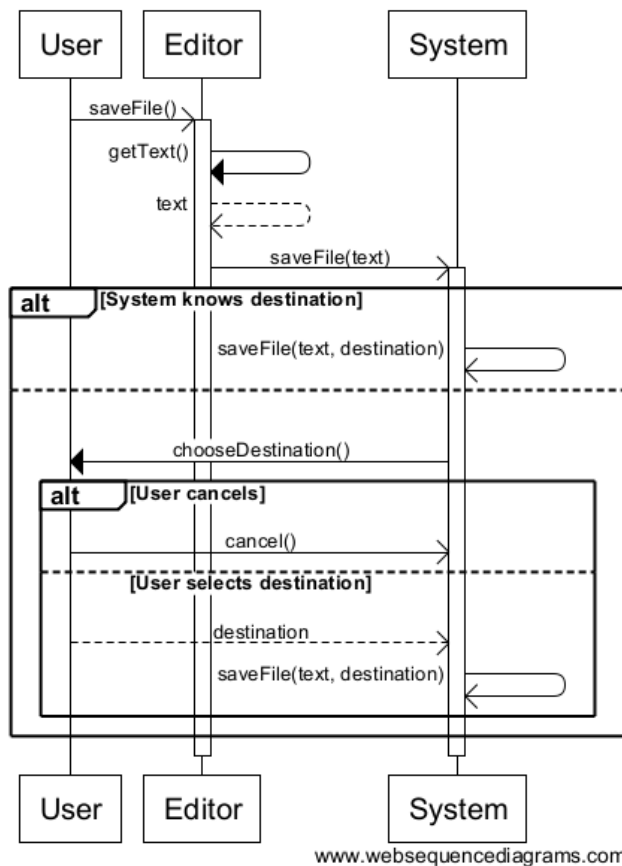 User Editor System
saveFile()
getText()
text
saveFile(text)
alt [System knows destination]
saveFile(text, destination)
chooseDestination()
alt [User cancels]
cancel()
[User selects destination]
destination
saveFile(text, destination)
User Editor System
www.websequencediagrams.com